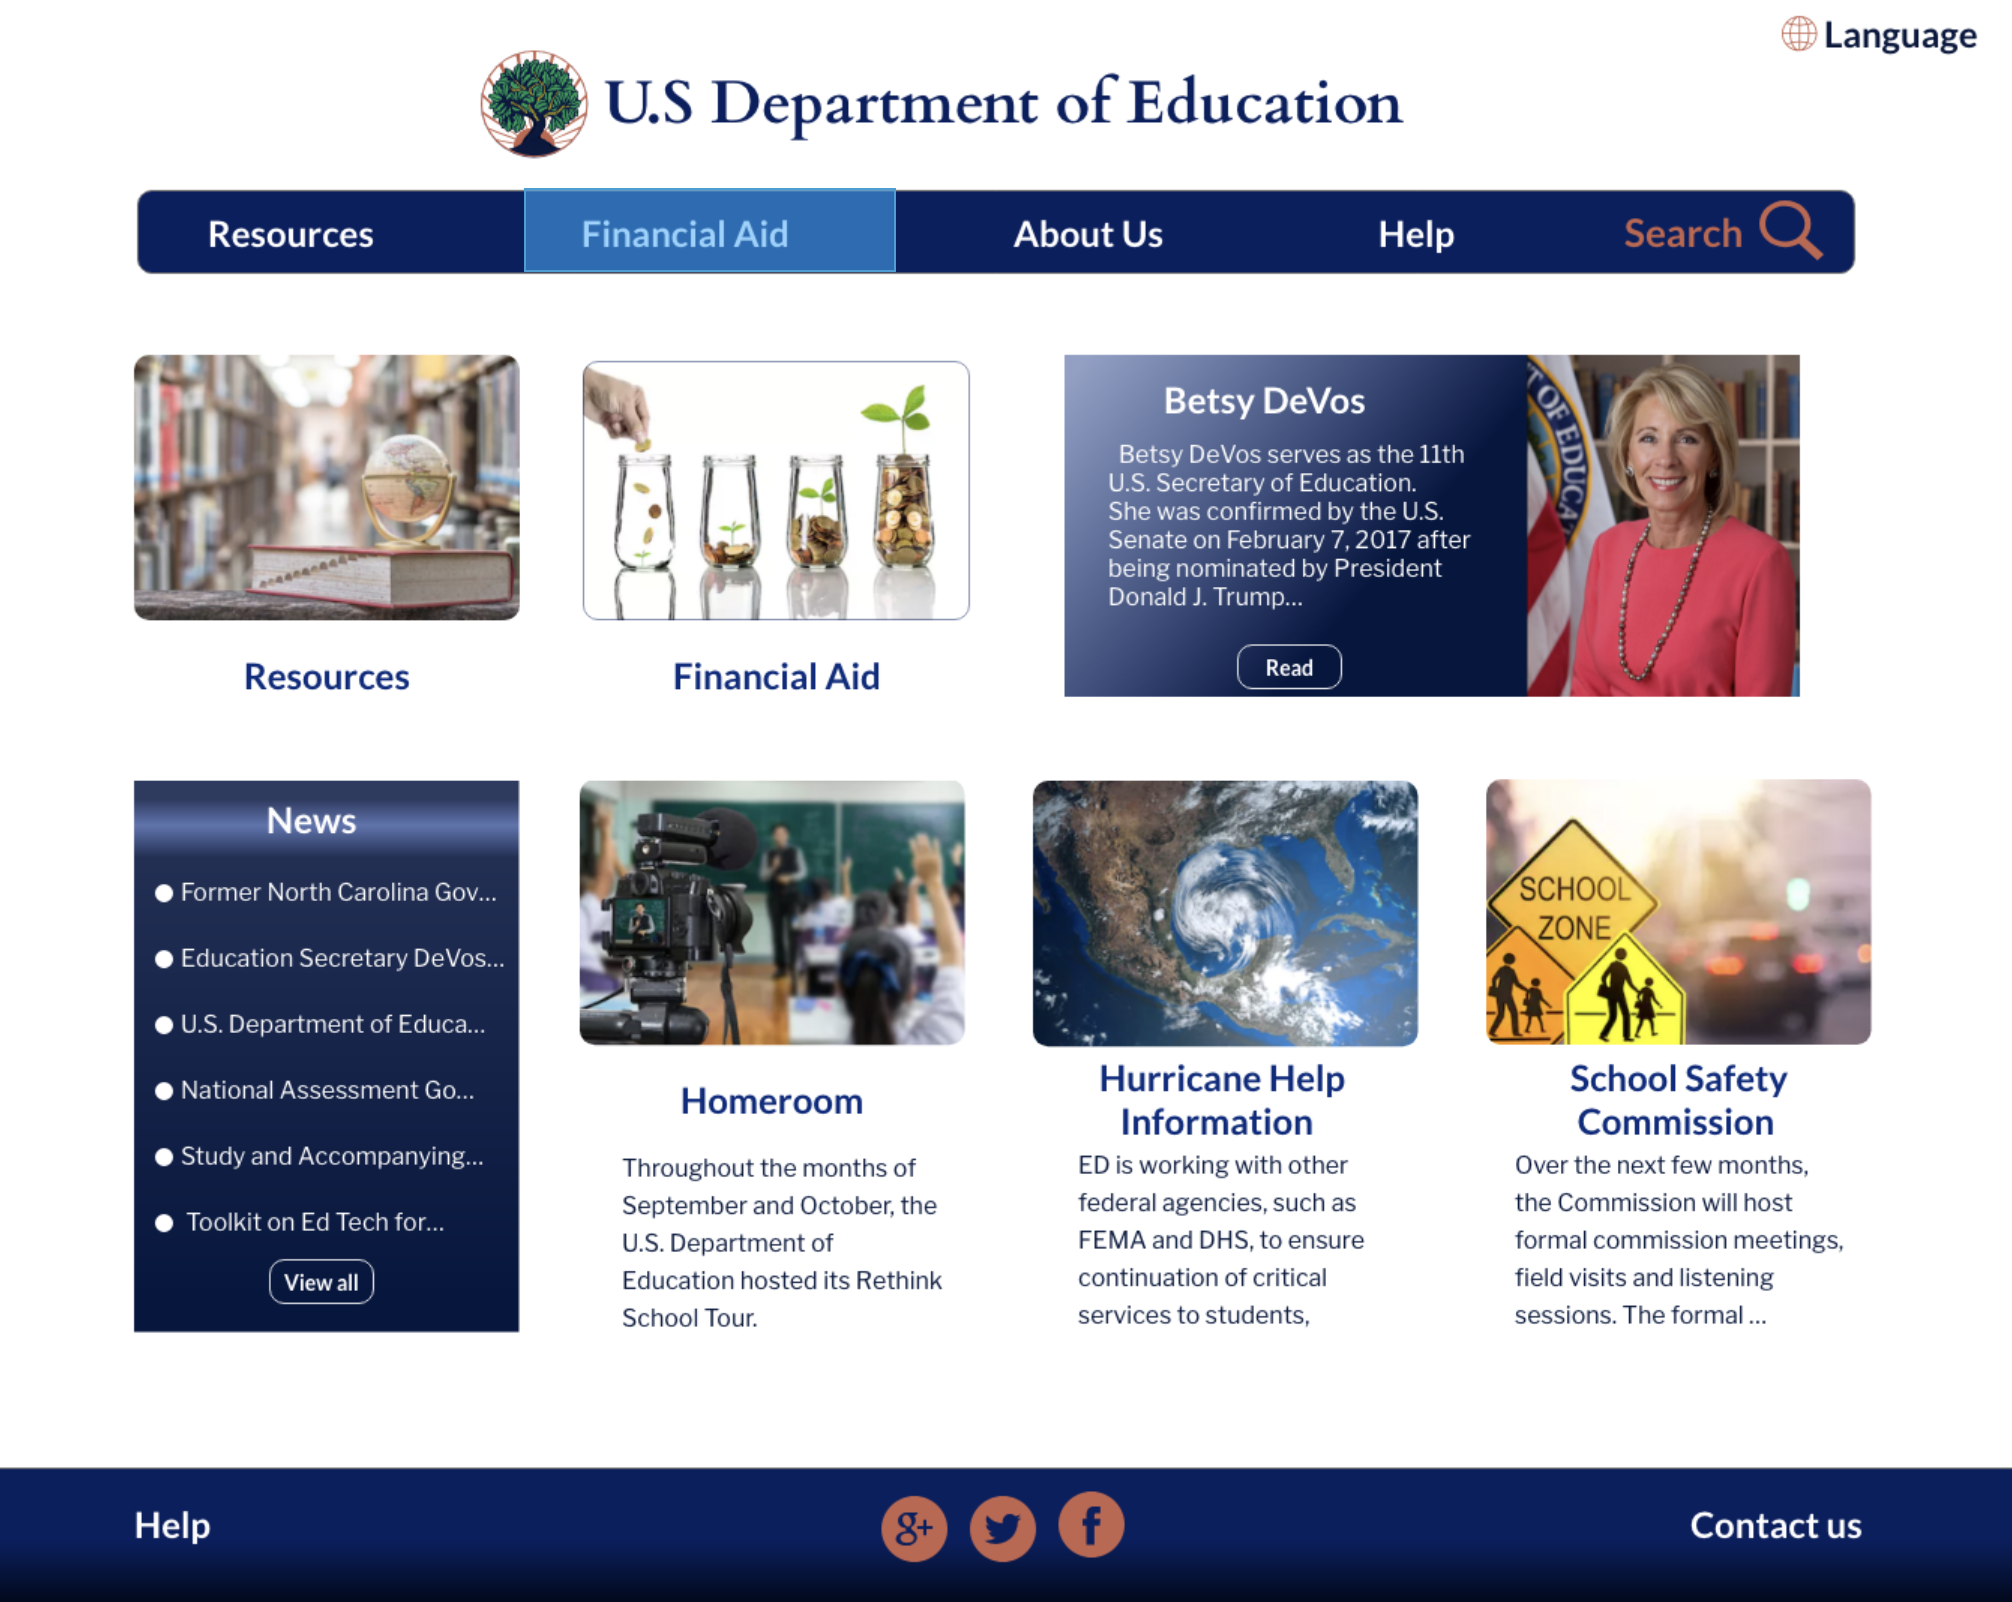 Language
U.S Department of Education
Resources
Financial Aid
About Us
Help
Search
Resources
Financial Aid
Betsy DeVos
Betsy DeVos serves as the 11th
U.S. Secretary of Education.
She was confirmed by the U.S.
Senate on February 7, 2017 after
being nominated by President
Donald J. Trump...
Read
T OF EDUCA
News
Former North Carolina Gov...
Education Secretary DeVos...
U.S. Department of Educa...
National Assessment Go...
Study and Accompanying...
Toolkit on Ed Tech for...
View all
Homeroom
Throughout the months of
September and October, the
U.S. Department of
Education hosted its Rethink
School Tour.
Hurricane Help
Information
ED is working with other
federal agencies, such as
FEMA and DHS, to ensure
continuation of critical
services to students,
SCHOOL
ZONE
School Safety
Commission
Over the next few months,
the Commission will host
formal commission meetings,
field visits and listening
sessions. The formal ...
Help
g+
f
Contact us